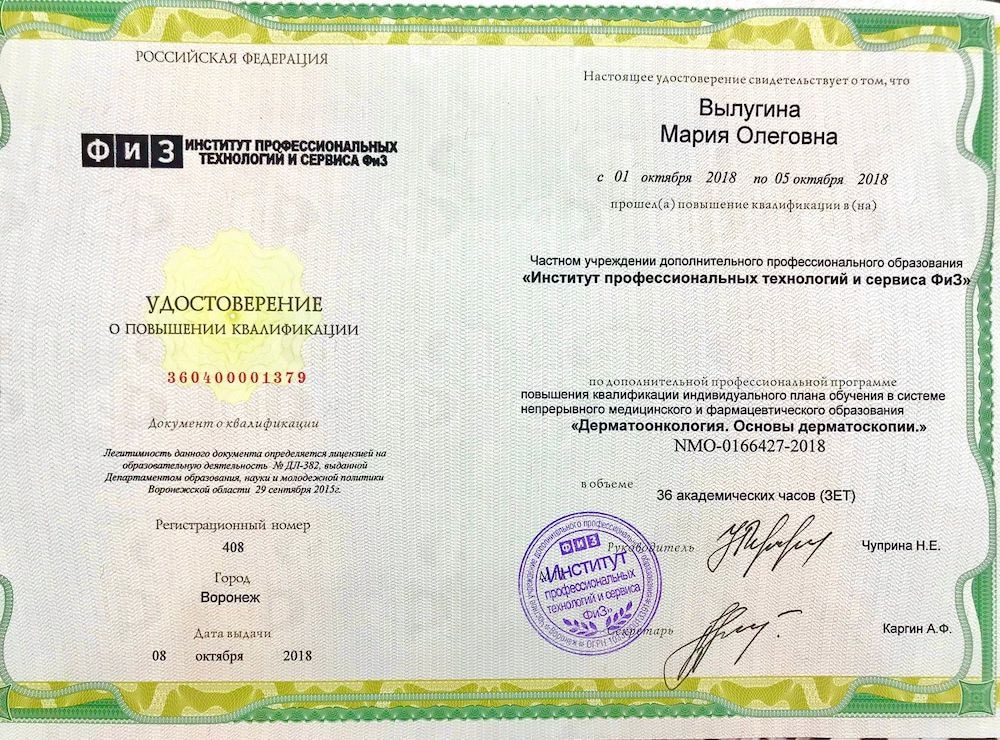 РОССИЙСКАЯ ФЕДЕРАЦИЯ
ФИЗ ИНСТИТУТ ПРОФЕССИОНАЛЬНЫХ
ТЕХНОЛОГИЙ И СЕРВИСА ФиЗ
УДОСТОВЕРЕНИЕ
О ПОВЫШЕНИИ КВАЛИФИКАЦИИ
360400001379
Документ о квалификации
Легитимность данного документа определяется лицензией на
образовательную деятельность № ДЛ-382, выданной
Департаментом образования, науки и молодежной политики
Воронежской области 29 сентября 2015г.
Регистрационный номер
408
Город
Воронеж
Дата выдачи
08 октября 2018
Настоящее удостоверение свидетельствует о том, что
Вылугина
Мария Олеговна
с 01 октября 2018 по 05 октября 2018
прошел(а) повышение квалификации в (на)
Частном учреждении дополнительного профессионального образования
«Институт профессиональных технологий и сервиса ФиЗ»
по дополнительной профессиональной программе
повышения квалификации индивидуального плана обучения в системе
непрерывного медицинского и фармацевтического образования
«Дерматоонкология. Основы дерматоскопии.»
NMO-0166427-2018
в объеме
36 академических часов (ЗЕТ)
Руководитель
Чуприна Н.Е.
Секретарь
Каргин А.Ф.
ФИЗ
«Институт
профессиональных
технологий и сервиса
ФиЗ»